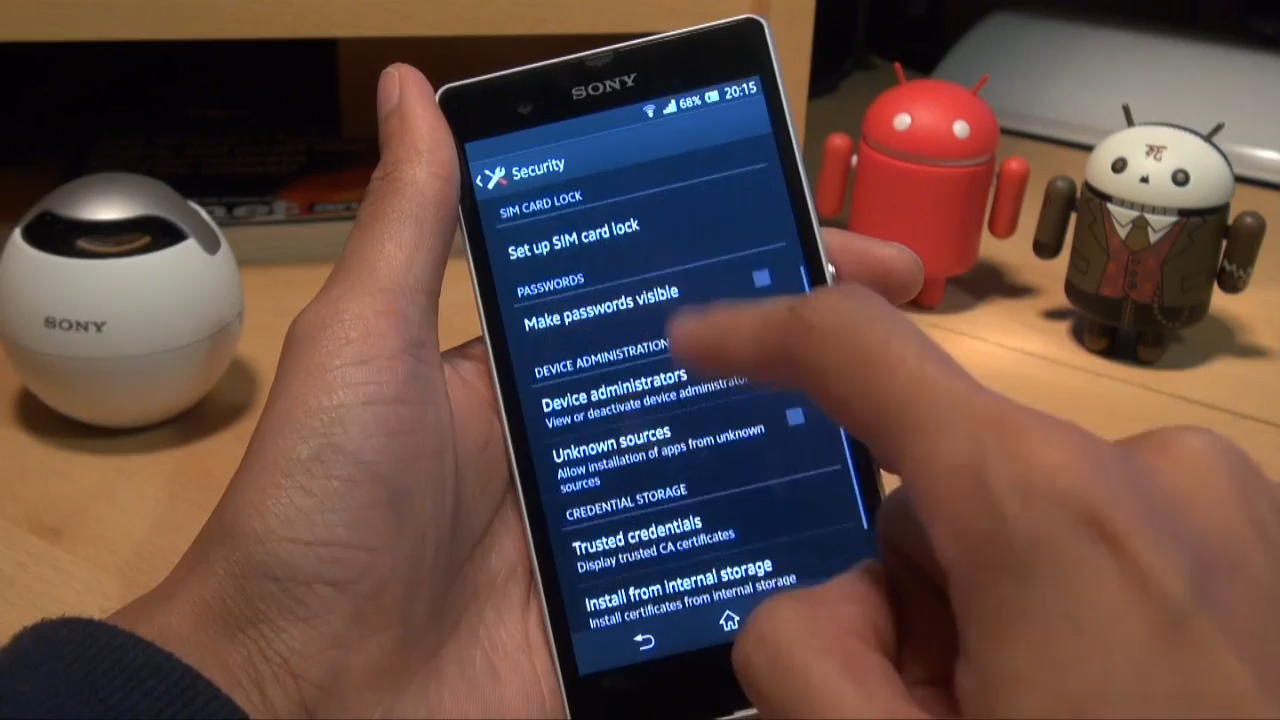 SONY
68% 20:15
Security
SIM CARD LOCK
Set up SIM card lock
PASSWORDS
Make passwords visible
DEVICE ADMINISTRATION
Device administrators
View or deactivate device administrator
Unknown sources
Allow installation of apps from unknown
sources
CREDENTIAL STORAGE
Trusted credentials
Display trusted CA certificates
Install from internal storage
Install certificates from internal storage
SONY